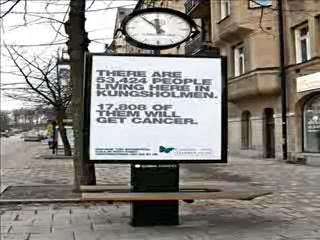 THERE ARE
53,424 PEOPLE
LIVING HERE IN
KUNGSHOLMEN.
17,808 OF
THEM WILL
GET CANCER.